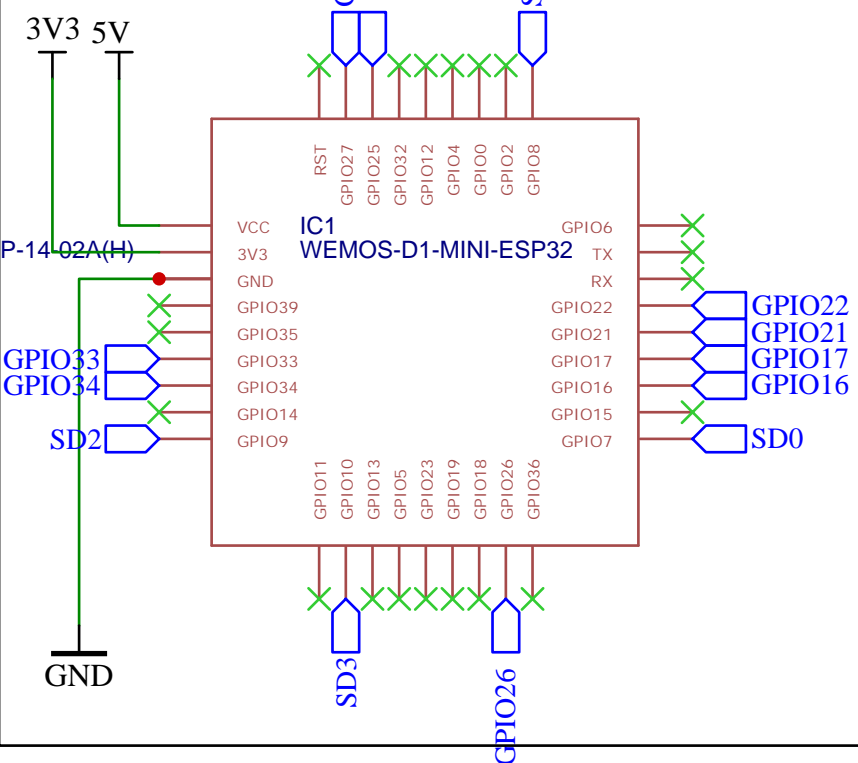 3V3
5V
RST
GPIO27
GPIO25
GPIO32
GPIO12
GPIO4
GPIO0
GPIO2
GPIO8
IC1
WEMOS-D1-MINI-ESP32
P-14-02A(H)
VCC
3V3
GND
GPIO39
GPIO35
GPIO33
GPIO34
GPIO14
GPIO9
GPIO33
GPIO34
SD2
GPIO6
TX
RX
GPIO22
GPIO21
GPIO17
GPIO16
GPIO15
GPIO7
GPIO22
GPIO21
GPIO17
GPIO16
SD0
GPIO11
GPIO10
GPIO13
GPIO5
GPIO23
GPIO19
GPIO18
GPIO26
GPIO36
SD3
GPIO26
GND